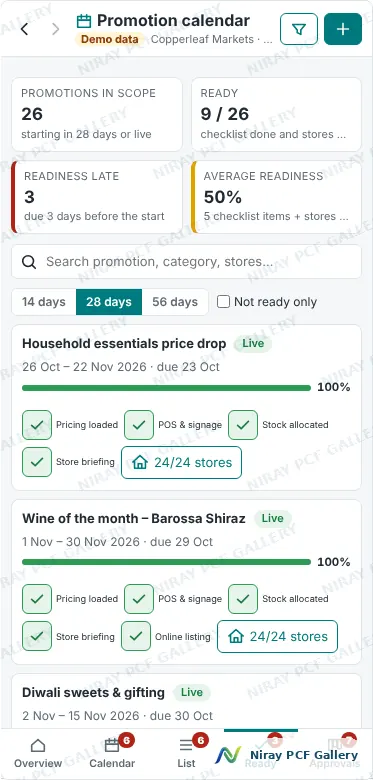 Promotion calendar
Demo data · Copperleaf Markets · ...
PROMOTIONS IN SCOPE
26
starting in 28 days or live
READY
9 / 26
checklist done and stores ...
READINESS LATE
3
due 3 days before the start
AVERAGE READINESS
50%
5 checklist items + stores ...
Search promotion, category, stores...
14 days 28 days 56 days Not ready only
Household essentials price drop Live
26 Oct – 22 Nov 2026 · due 23 Oct
100%
Pricing loaded POS & signage Stock allocated
Store briefing 24/24 stores
Wine of the month – Barossa Shiraz Live
1 Nov – 30 Nov 2026 · due 29 Oct
100%
Pricing loaded POS & signage Stock allocated
Store briefing Online listing 24/24 stores
Diwali sweets & gifting Live
2 Nov – 15 Nov 2026 · due 30 Oct
6 6
Overview Calendar List Ready Approvals
Niray PCF Gallery
NIRAY PCF GALLERY